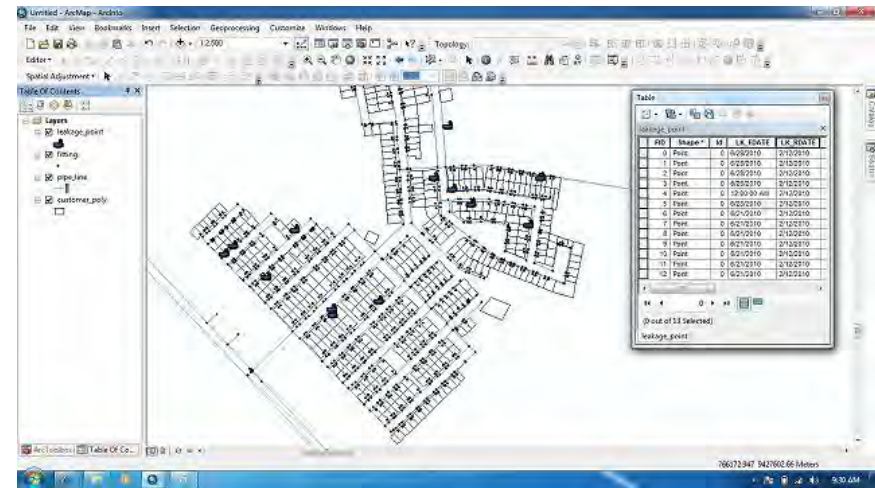 Untitled - ArcMap - ArcInfo
File Edit View Bookmarks Insert Selection Geoprocessing Customize Windows Help
1:2,500
Topology
Editor
Spatial Adjustment
Table Of Contents
Layers
leakage_point
fitting
pipe_line
customer_poly
Table
leakage_point
FID Shape * Id LK_EDATE LK_RDATE
0 Point 0 6/28/2010 2/12/2010
1 Point 0 6/28/2010 2/12/2010
2 Point 0 6/28/2010 2/12/2010
3 Point 0 6/25/2010 2/12/2010
4 Point 0 12:00:00 AM 2/12/2010
5 Point 0 6/25/2010 2/12/2010
6 Point 0 6/21/2010 2/12/2010
7 Point 0 6/21/2010 2/12/2010
8 Point 0 6/21/2010 2/12/2010
9 Point 0 6/21/2010 2/12/2010
10 Point 0 6/21/2010 2/12/2010
11 Point 0 6/21/2010 2/12/2010
12 Point 0 6/21/2010 2/12/2010
0
(0 out of 13 Selected)
leakage_point
Catalog
ArcToolbox Table Of Co...
766172.947 9427602.66 Meters
9:30 AM